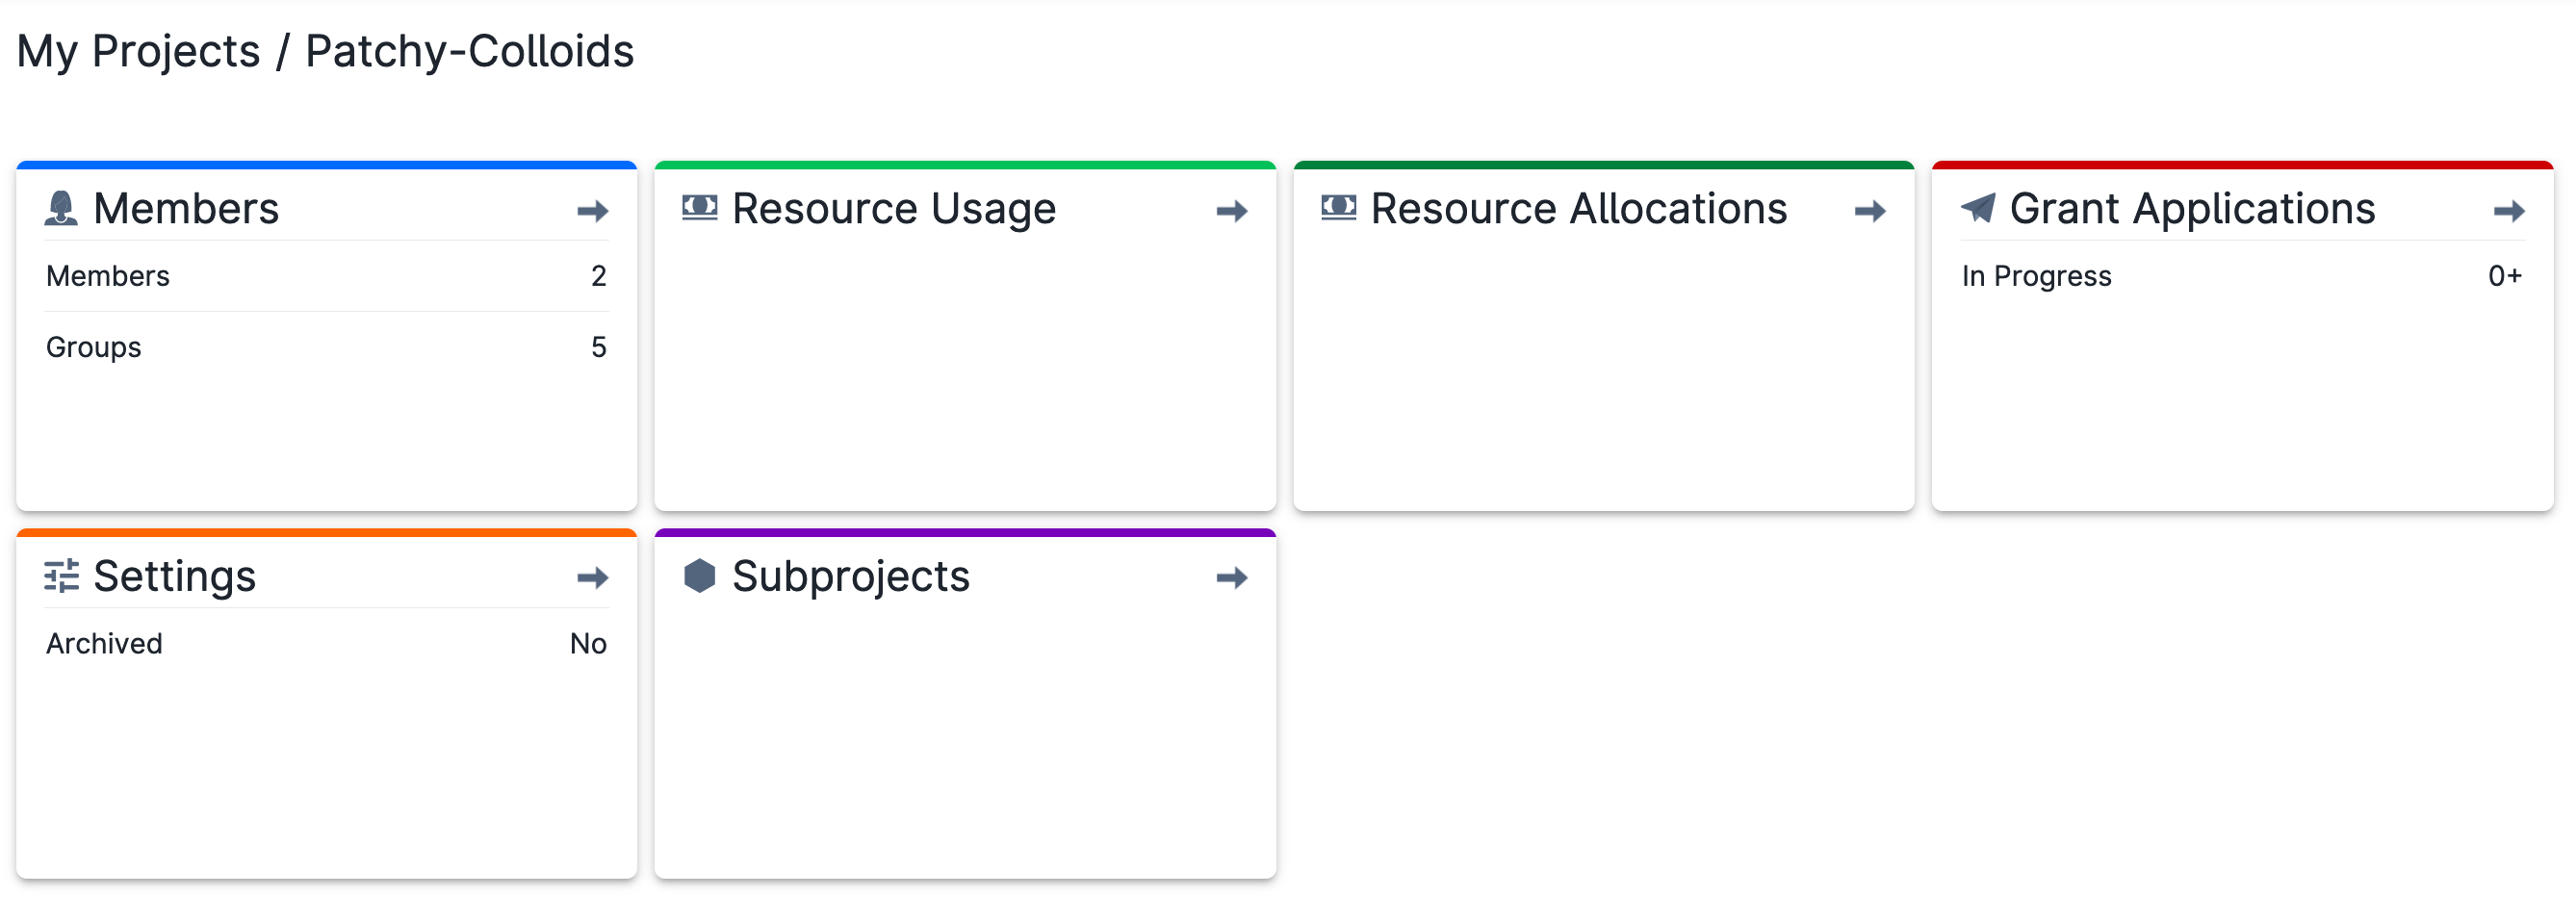 My Projects / Patchy-Colloids
Members
Members 2
Groups 5
Resource Usage
Resource Allocations
Grant Applications
In Progress 0+
Settings
Archived No
Subprojects